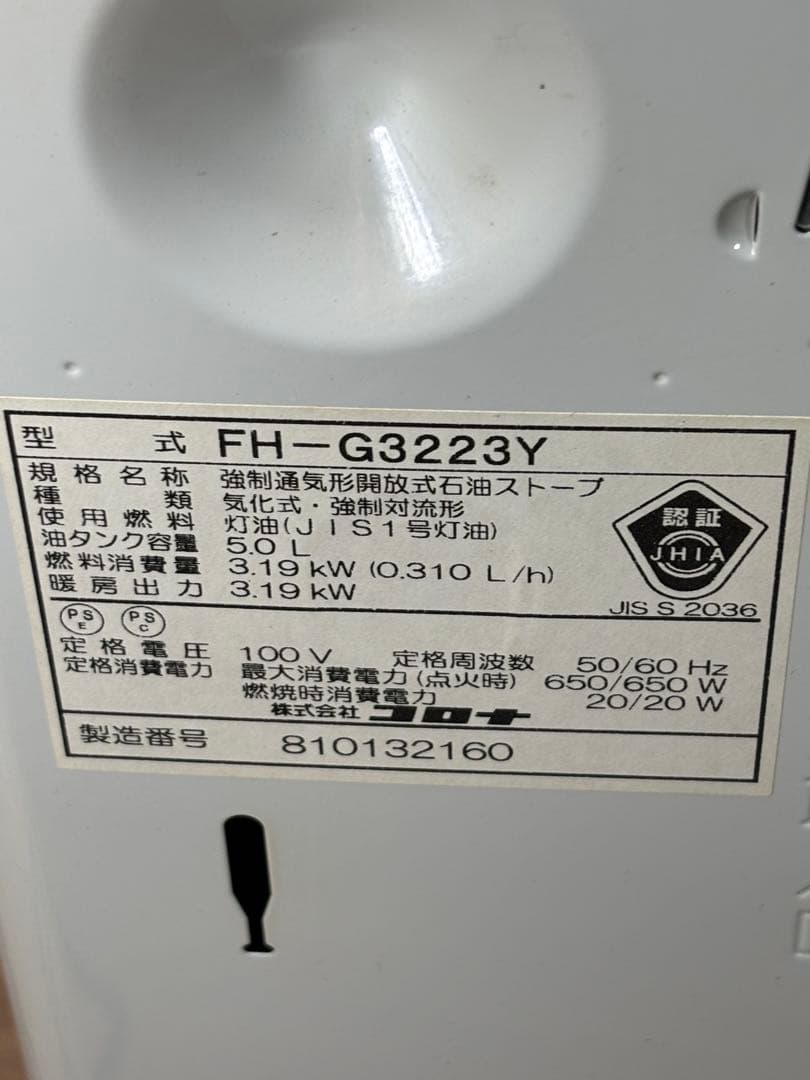 型式 FH-G3223Y
規格名称 強制通気形開放式石油ストーブ
種類 気化式・強制対流形
使用燃料 灯油(JIS1号灯油)
油タンク容量 5.0 L
燃料消費量 3.19 kW (0.310 L/h)
暖房出力 3.19 kW
認証
JHIA
JIS S 2036
PS E PS C
定格電圧 100 V 定格周波数 50/60 Hz
定格消費電力 最大消費電力(点火時) 650/650 W
燃焼時消費電力 20/20 W
株式会社 コロナ
製造番号 810132160